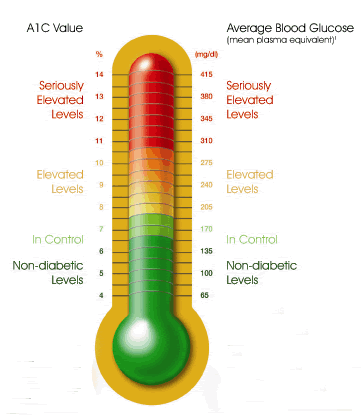 A1C Value
Average Blood Glucose
(mean plasma equivalent)¹
%
(mg/dl)
14
415
Seriously
Elevated
Levels
Seriously
Elevated
Levels
13
380
12
345
11
310
10
275
Elevated
Levels
Elevated
Levels
9
240
8
205
7
170
In Control
In Control
6
135
Non-diabetic
Levels
Non-diabetic
Levels
5
100
4
65